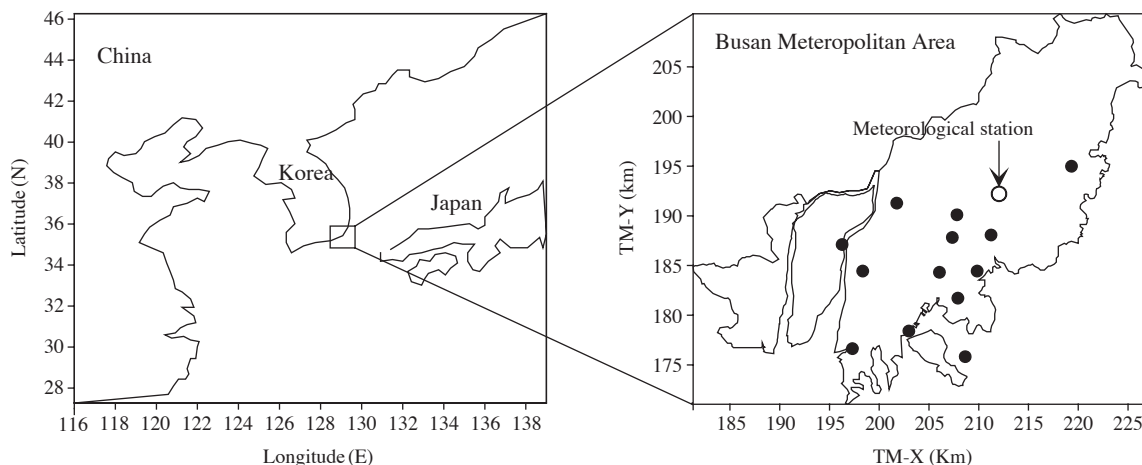 China
Korea
Japan
Latitude (N)
46
44
42
40
38
36
34
32
30
28
116 118 120 122 124 126 128 130 132 134 136 138
Longitude (E)
Busan Meteropolitan Area
Meteorological station
TM-Y (km)
205
200
195
190
185
180
175
185 190 195 200 205 210 215 220 225
TM-X (Km)